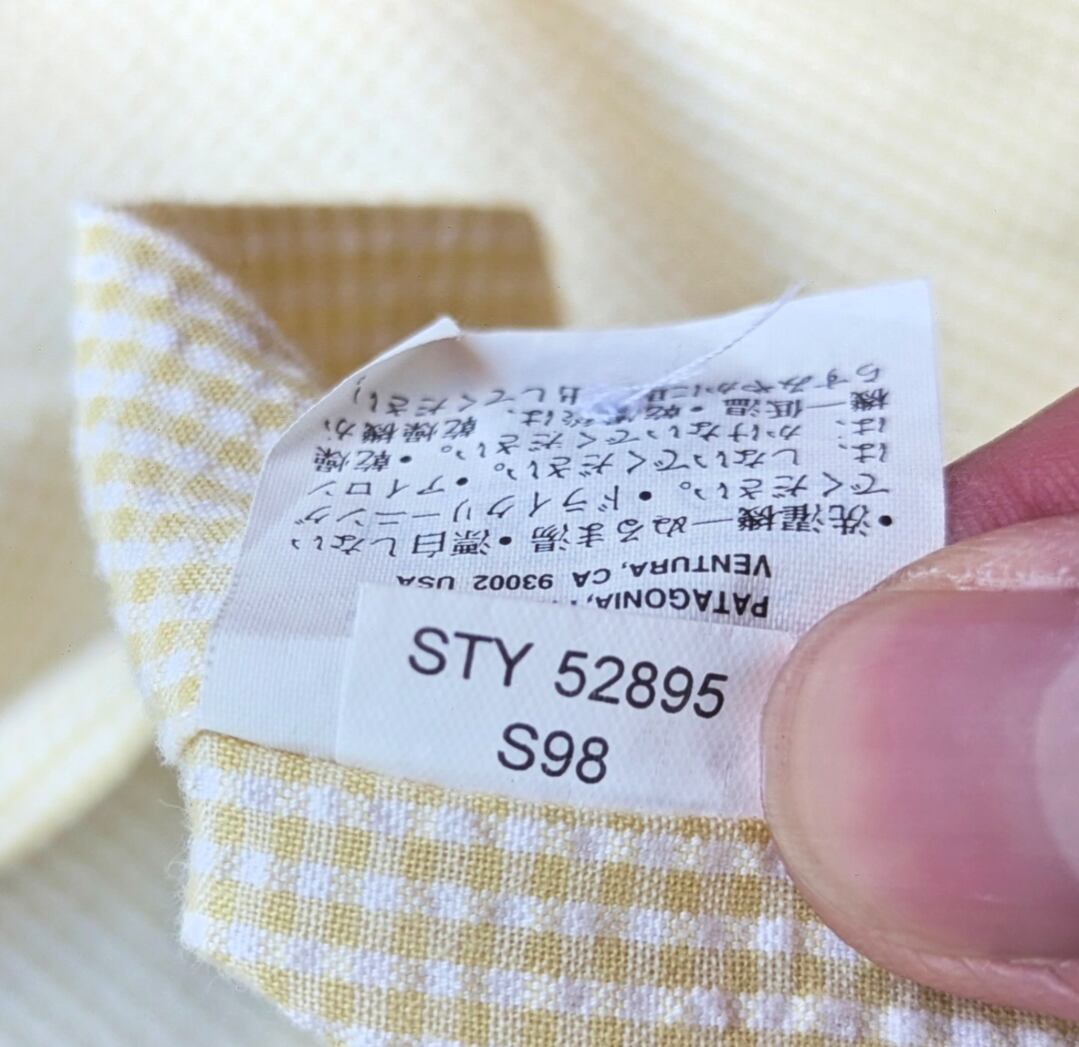 STY 52895
S98
PATAGONIA,
VENTURA, CA 93002 USA
•洗濯機—ぬるま湯 •漂白しない
でください。 •ドライクリーニング
は、しないでください。 •アイロン
は、かけないでください。 •乾燥
機—低温 •乾は、乾燥機か
らすみやかにしてください